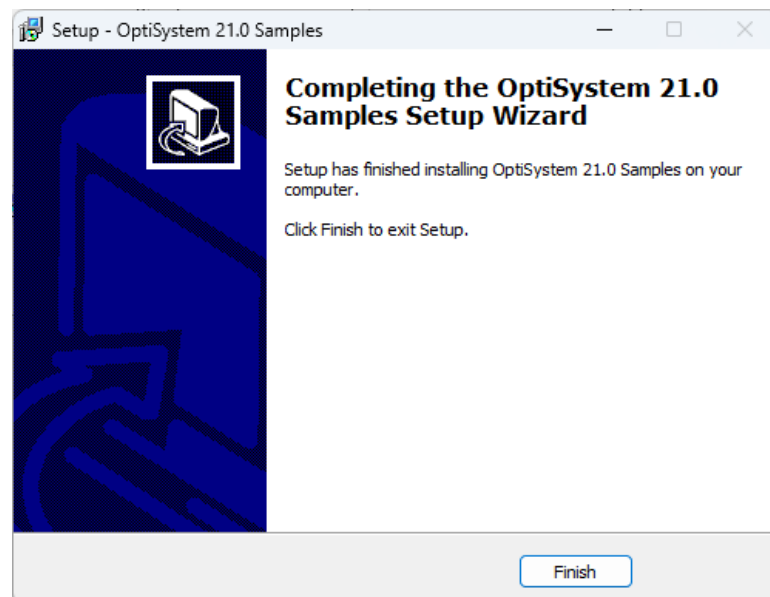 Setup - OptiSystem 21.0 Samples
Completing the OptiSystem 21.0
Samples Setup Wizard
Setup has finished installing OptiSystem 21.0 Samples on your
computer.
Click Finish to exit Setup.
Finish